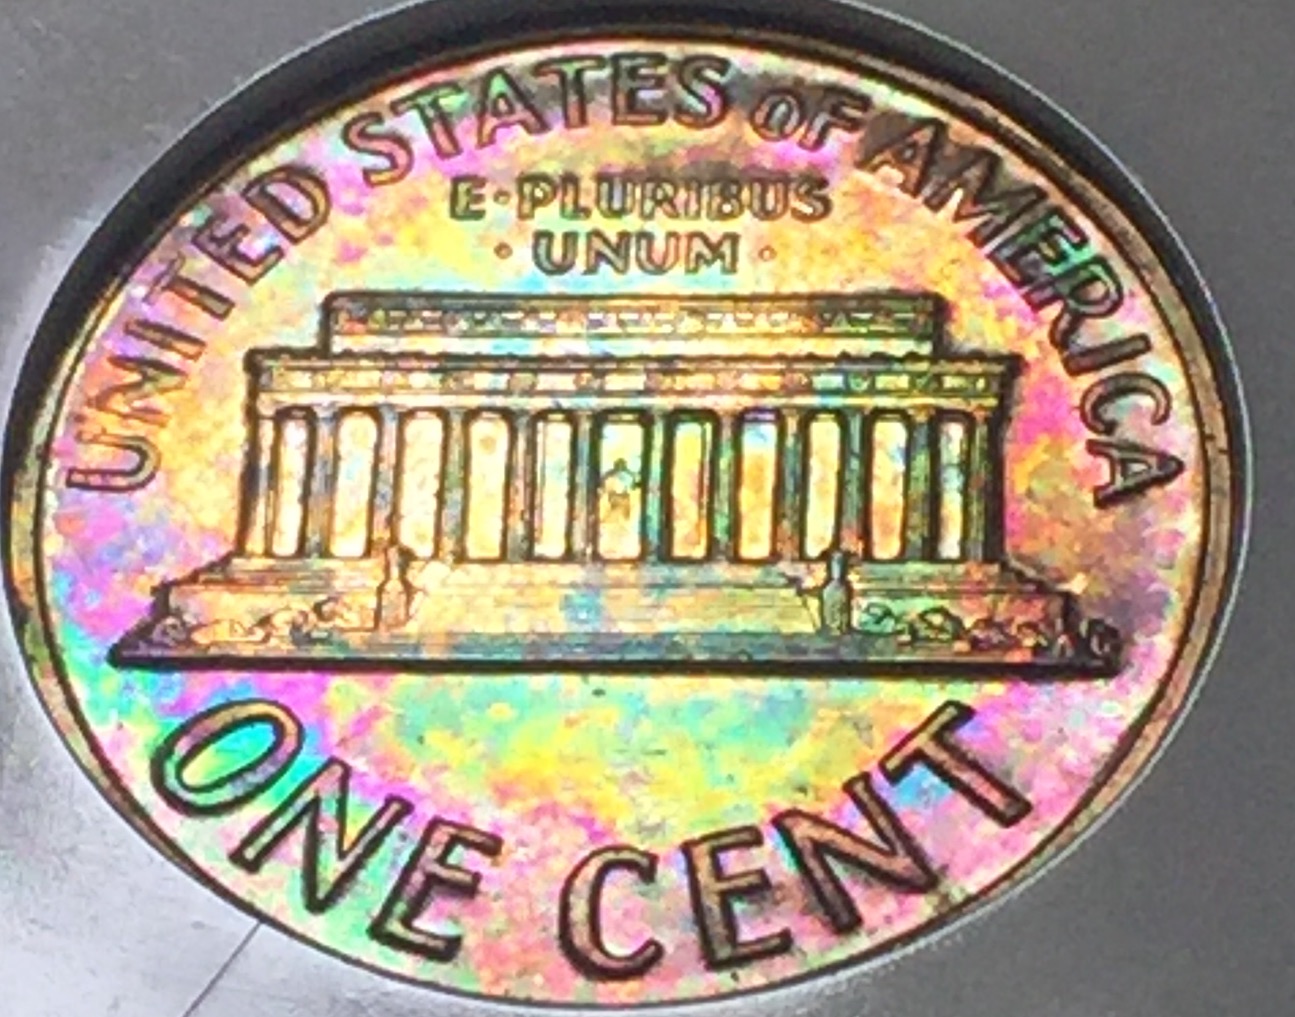 UNITED STATES OF AMERICA
E·PLURIBUS
·UNUM·
ONE CENT